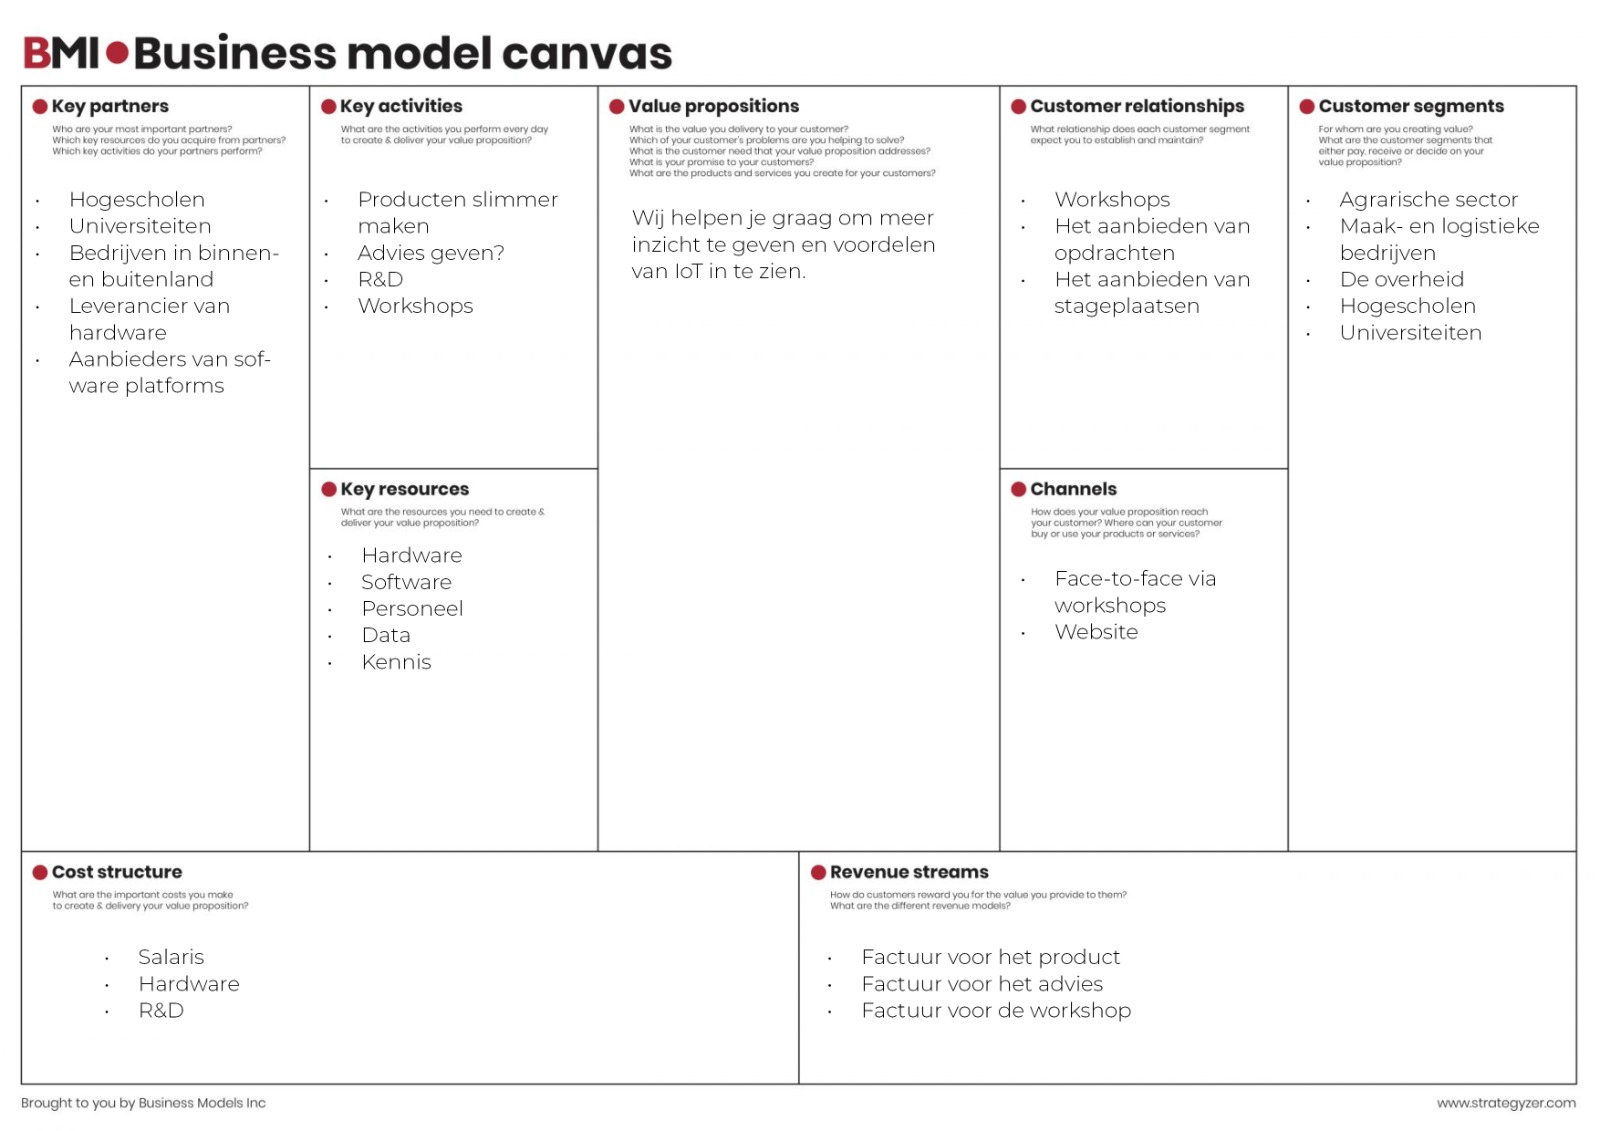 BMI Business model canvas
Key partners
Who are your most important partners?
Which key resources do you acquire from partners?
Which key activities do your partners perform?
• Hogescholen
• Universiteiten
• Bedrijven in binnen-
en buitenland
• Leverancier van
hardware
• Aanbieders van sof-
ware platforms
Key activities
What are the activities you perform every day
to create & deliver your value proposition?
• Producten slimmer
maken
• Advies geven?
• R&D
• Workshops
Key resources
What are the resources you need to create &
deliver your value proposition?
• Hardware
• Software
• Personeel
• Data
• Kennis
Value propositions
What is the value you delivery to your customer?
Which of your customer's problems are you helping to solve?
What is the customer need that your value proposition addresses?
What is your promise to your customers?
What are the products and services you create for your customers?
Wij helpen je graag om meer
inzicht te geven en voordelen
van IoT in te zien.
Customer relationships
What relationship does each customer segment
expect you to establish and maintain?
• Workshops
• Het aanbieden van
opdrachten
• Het aanbieden van
stageplaatsen
Channels
How does your value proposition reach
your customer? Where can your customer
buy or use your products or services?
• Face-to-face via
workshops
• Website
Customer segments
For whom are you creating value?
What are the customer segments that
either pay, receive or decide on your
value proposition?
• Agrarische sector
• Maak- en logistieke
bedrijven
• De overheid
• Hogescholen
• Universiteiten
Cost structure
What are the important costs you make
to create & delivery your value proposition?
• Salaris
• Hardware
• R&D
Revenue streams
How do customers reward you for the value you provide to them?
What are the different revenue models?
• Factuur voor het product
• Factuur voor het advies
• Factuur voor de workshop
Brought to you by Business Models Inc
www.strategyzer.com